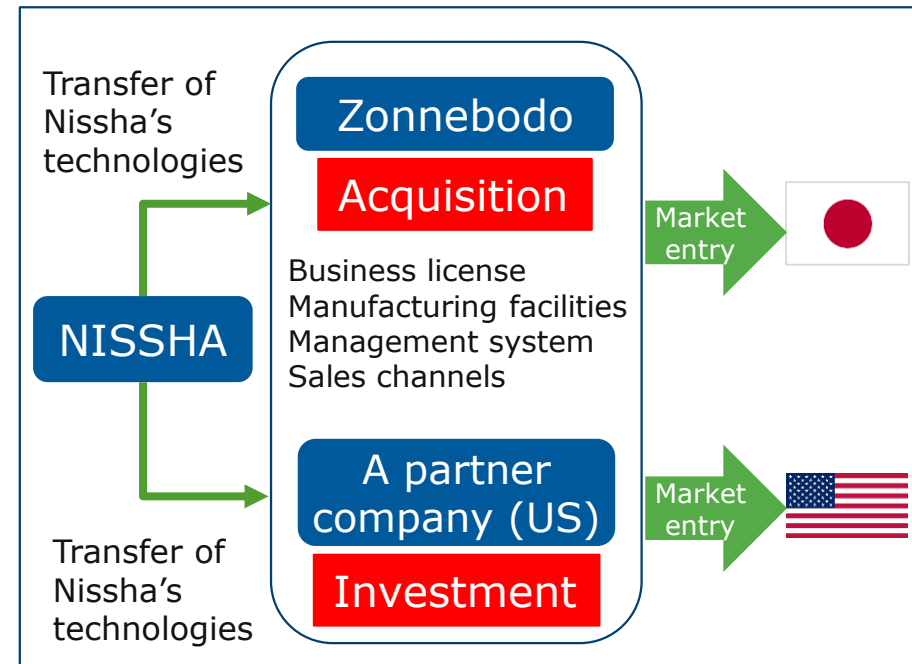 Transfer of
Nissha's
technologies
NISSHA
Transfer of
Nissha's
technologies
Zonnebodo
Acquisition
Business license
Manufacturing facilities
Management system
Sales channels
A partner
company (US)
Investment
Market
entry
Market
entry